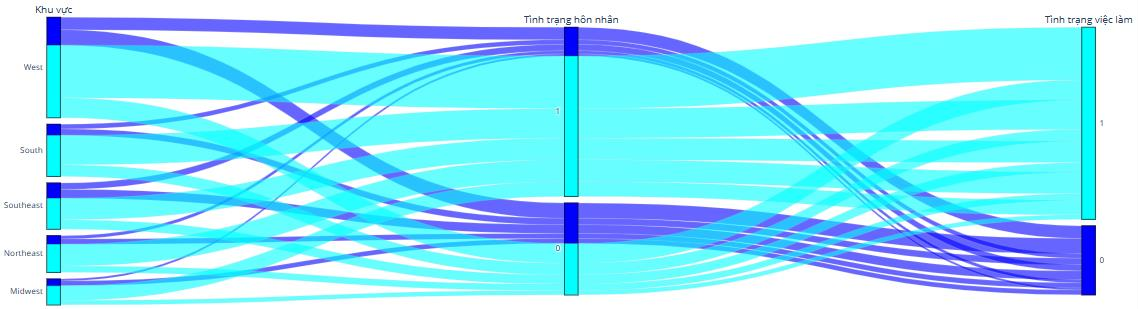 Khu vực
Tình trạng hôn nhân
Tình trạng việc làm
West
1
1
South
Southeast
0
0
Northeast
Midwest